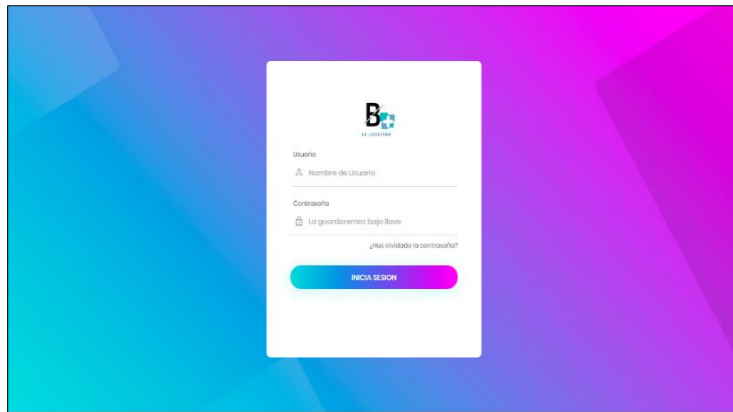 B
Usuario
Nombre de Usuario
Contraseña
La guardaremos bajo llave
¿Has olvidado la contraseña?
INICIA SESION